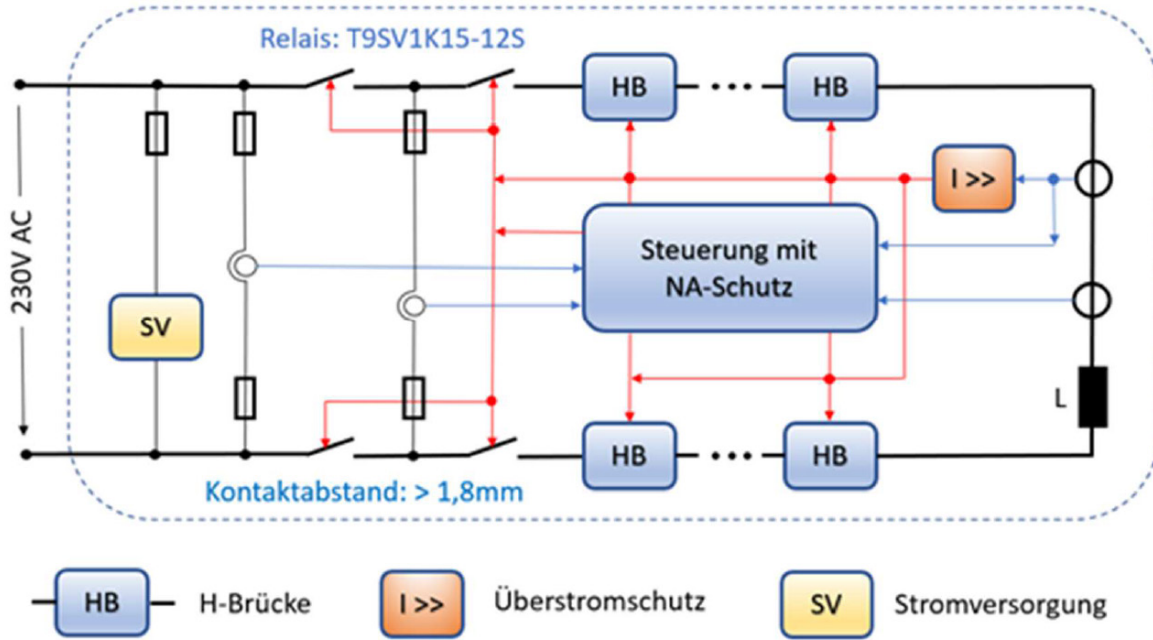 Relais: T9SV1K15-12S
HB
HB
I >>
230V AC
Steuerung mit
NA-Schutz
SV
L
HB
HB
Kontaktabstand: > 1,8mm
HB H-Brücke
I >> Überstromschutz
SV Stromversorgung